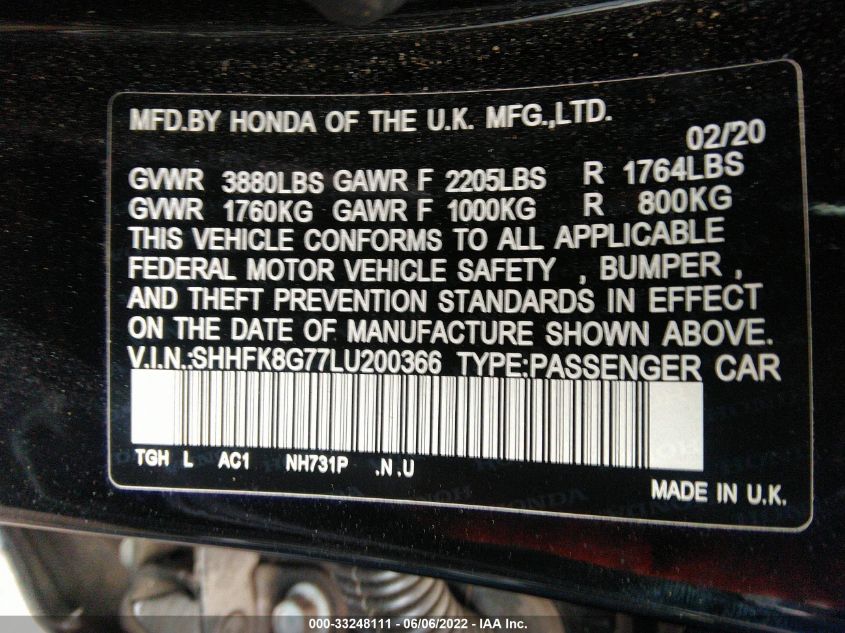 MFD.BY HONDA OF THE U.K. MFG.,LTD.
02/20
GVWR 3880LBS GAWR F 2205LBS R 1764LBS
GVWR 1760KG GAWR F 1000KG R 800KG
THIS VEHICLE CONFORMS TO ALL APPLICABLE
FEDERAL MOTOR VEHICLE SAFETY , BUMPER ,
AND THEFT PREVENTION STANDARDS IN EFFECT
ON THE DATE OF MANUFACTURE SHOWN ABOVE.
V.I.N.:SHHFK8G77LU200366 TYPE:PASSENGER CAR
TGH L AC1 NH731P .N .U
MADE IN U.K.
000-33248111 - 06/06/2022 - IAA Inc.